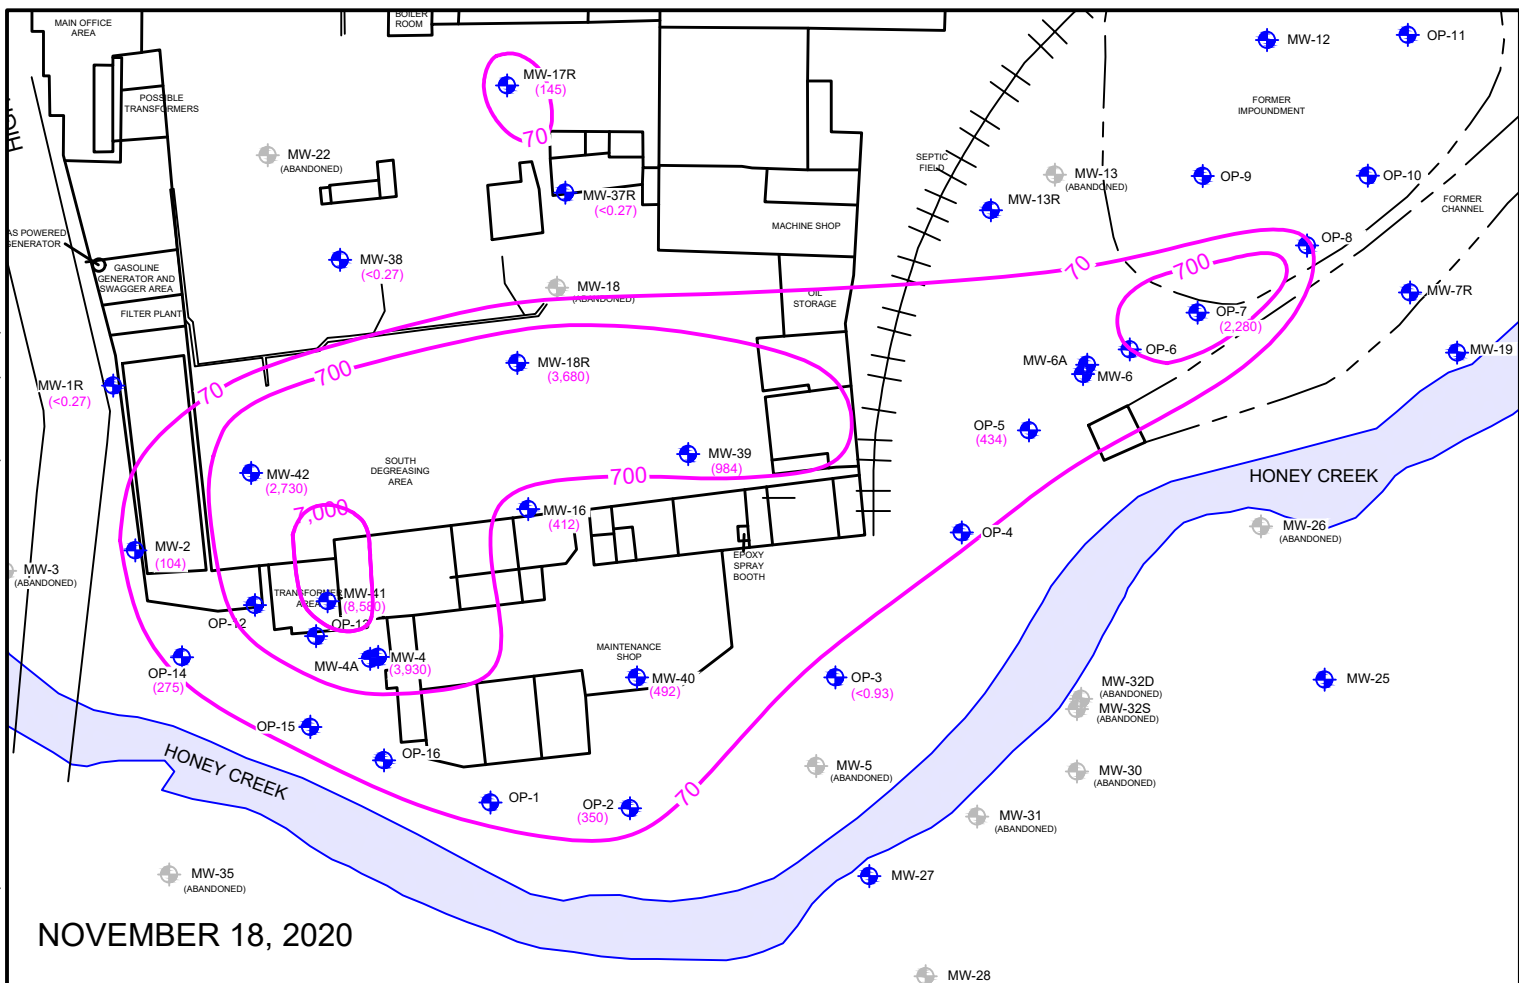 MAIN OFFICE
AREA
BOILER
ROOM
MW-12
OP-11
MW-17R
(145)
70
POSSIBLE
TRANSFORMERS
FORMER
IMPOUNDMENT
MW-22
(ABANDONED)
SEPTIC
FIELD
MW-13
(ABANDONED)
OP-9
OP-10
MW-37R
(<0.27)
MW-13R
FORMER
CHANNEL
MACHINE SHOP
AS POWERED
GENERATOR
OP-8
MW-38
(<0.27)
70
700
GASOLINE
GENERATOR AND
SWAGGER AREA
MW-18
(ABANDONED)
OIL
STORAGE
MW-7R
FILTER PLANT
OP-7
(2,280)
OP-6
MW-19
MW-6A
MW-6
MW-18R
(3,680)
700
70
MW-1R
(<0.27)
OP-5
(434)
MW-39
(984)
SOUTH
DEGREASING
AREA
MW-42
(2,730)
700
HONEY CREEK
7,000
MW-16
(412)
OP-4
MW-26
(ABANDONED)
MW-2
(104)
EPOXY
SPRAY
BOOTH
MW-3
(ABANDONED)
TRANSFORMER
AREA
MW-41
(8,580)
OP-12
OP-13
MAINTENANCE
SHOP
MW-4A
MW-4
(3,930)
OP-14
(275)
MW-40
(492)
OP-3
(<0.93)
MW-32D
(ABANDONED)
MW-32S
(ABANDONED)
MW-25
OP-15
OP-16
HONEY CREEK
MW-5
(ABANDONED)
MW-30
(ABANDONED)
70
OP-1
OP-2
(350)
MW-31
(ABANDONED)
MW-35
(ABANDONED)
MW-27
NOVEMBER 18, 2020
MW-28